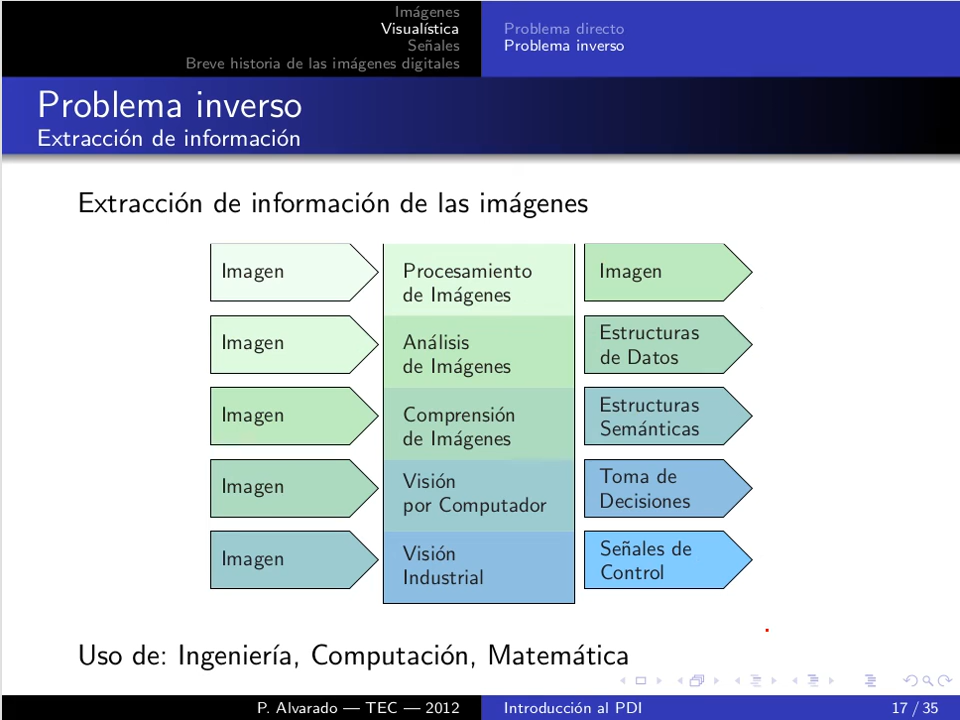 Imágenes
Visualística
Señales
Breve historia de las imágenes digitales
Problema directo
Problema inverso
Problema inverso
Extracción de información
Extracción de información de las imágenes
Imagen
Procesamiento
de Imágenes
Imagen
Imagen
Análisis
de Imágenes
Estructuras
de Datos
Imagen
Comprensión
de Imágenes
Estructuras
Semánticas
Imagen
Visión
por Computador
Toma de
Decisiones
Imagen
Visión
Industrial
Señales de
Control
Uso de: Ingeniería, Computación, Matemática
P. Alvarado — TEC — 2012
Introducción al PDI
17 / 35